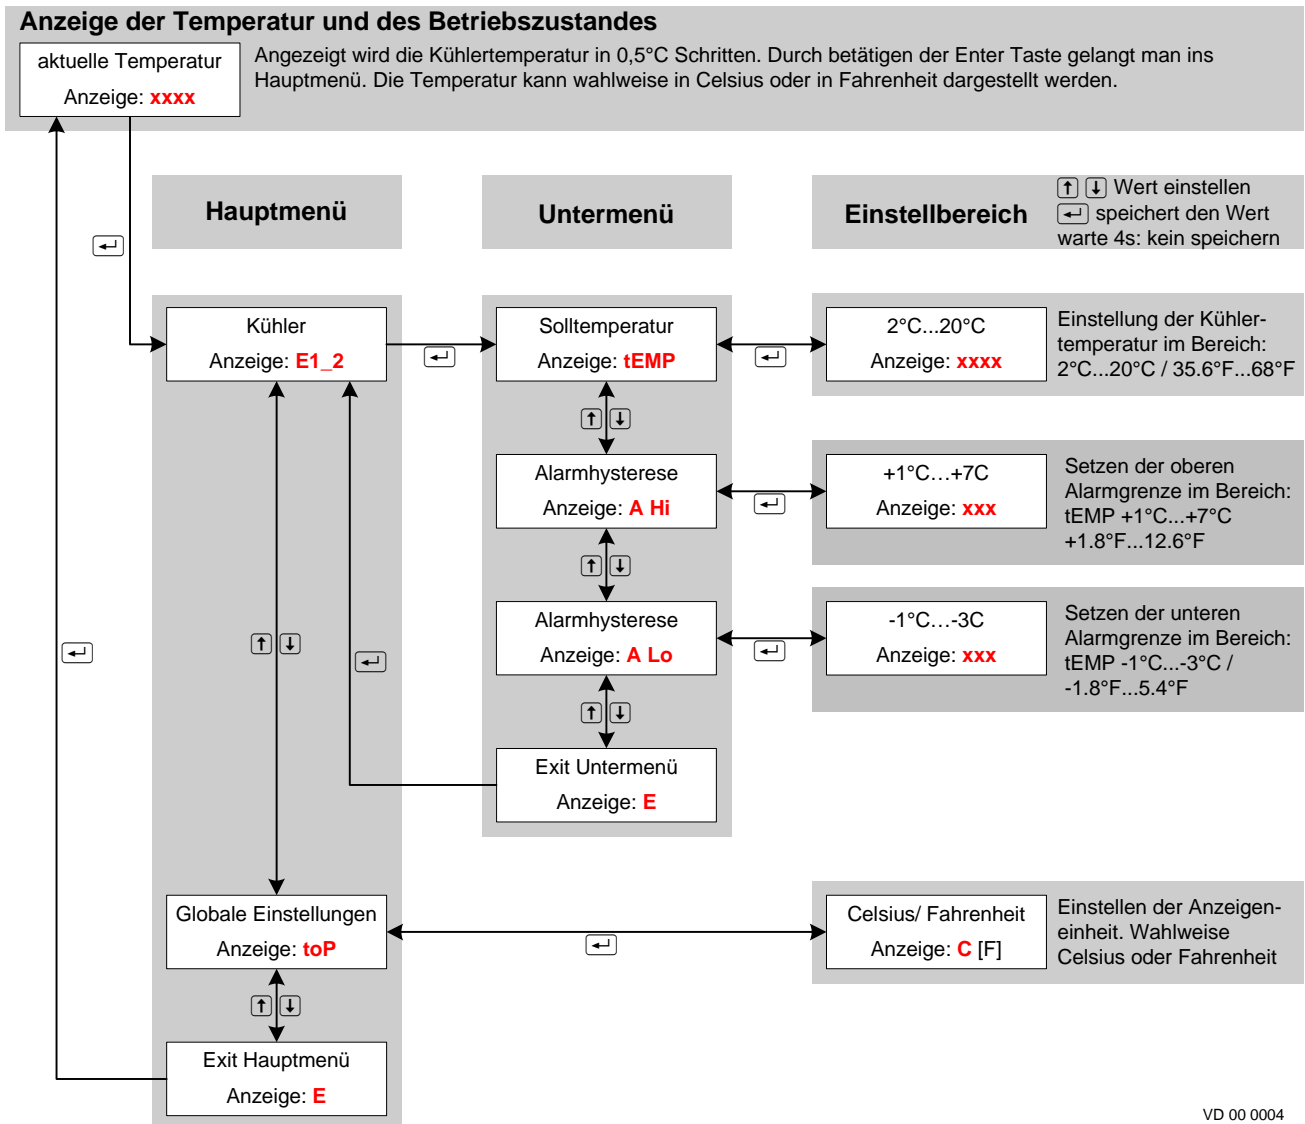 Anzeige der Temperatur und des Betriebszustandes
aktuelle Temperatur
Anzeige: xxxx
Angezeigt wird die Kühlertemperatur in 0,5°C Schritten. Durch betätigen der Enter Taste gelangt man ins
Hauptmenü. Die Temperatur kann wahlweise in Celsius oder in Fahrenheit dargestellt werden.
Hauptmenü
Untermenü
Einstellbereich
↑ ↓ Wert einstellen
↵ speichert den Wert
warte 4s: kein speichern
Kühler
Anzeige: E1_2
Solltemperatur
Anzeige: tEMP
2°C...20°C
Anzeige: xxxx
Einstellung der Kühler-
temperatur im Bereich:
2°C...20°C / 35.6°F...68°F
Alarmhysterese
Anzeige: A Hi
+1°C…+7C
Anzeige: xxx
Setzen der oberen
Alarmgrenze im Bereich:
tEMP +1°C...+7°C
+1.8°F...12.6°F
Alarmhysterese
Anzeige: A Lo
-1°C…-3C
Anzeige: xxx
Setzen der unteren
Alarmgrenze im Bereich:
tEMP -1°C...-3°C /
-1.8°F...5.4°F
Exit Untermenü
Anzeige: E
Globale Einstellungen
Anzeige: toP
Celsius/ Fahrenheit
Anzeige: C [F]
Einstellen der Anzeigen-
einheit. Wahlweise
Celsius oder Fahrenheit
Exit Hauptmenü
Anzeige: E
VD 00 0004